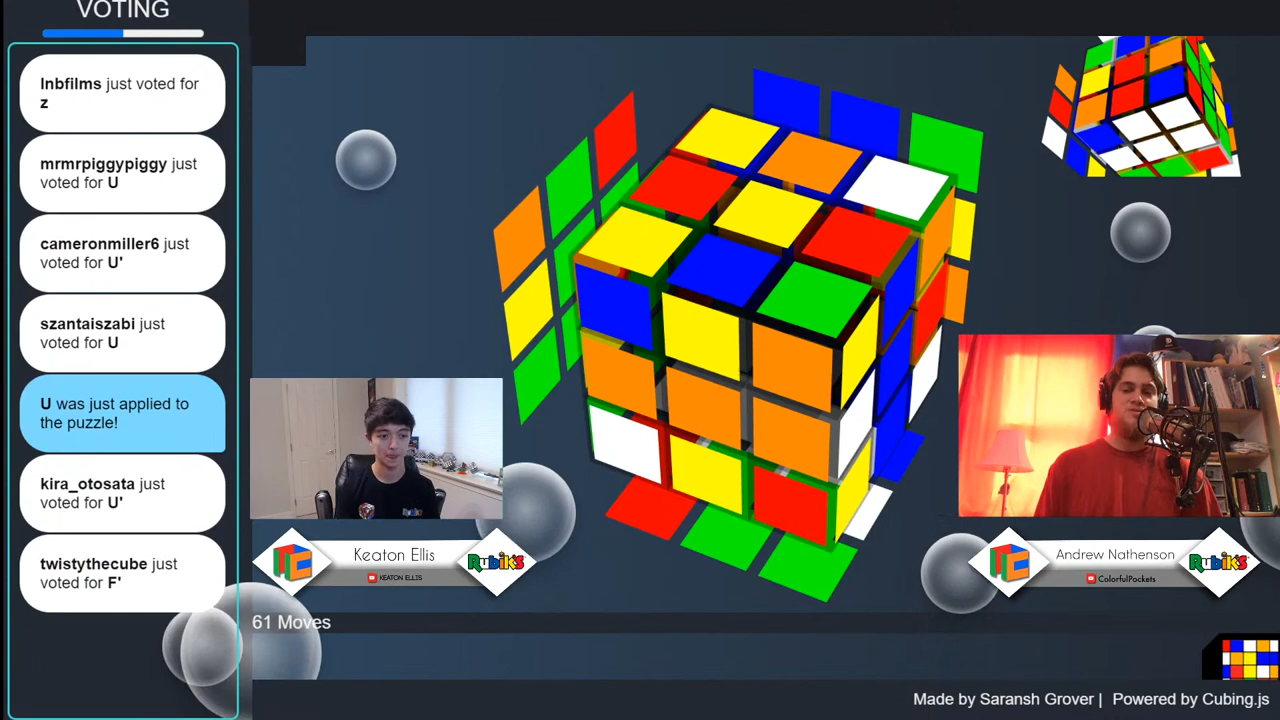 VOTING
lnbfilms just voted for
z
mrmrpiggypiggy just
voted for U
cameronmiller6 just
voted for U'
szantaiszabi just
voted for U
U was just applied to
the puzzle!
kira_otosata just
voted for U'
twistythecube just
voted for F'
Keaton Ellis
KEATON ELLIS
Rubik's
Andrew Nathenson
ColorfulPockets
Rubik's
61 Moves
Made by Saransh Grover | Powered by Cubing.js